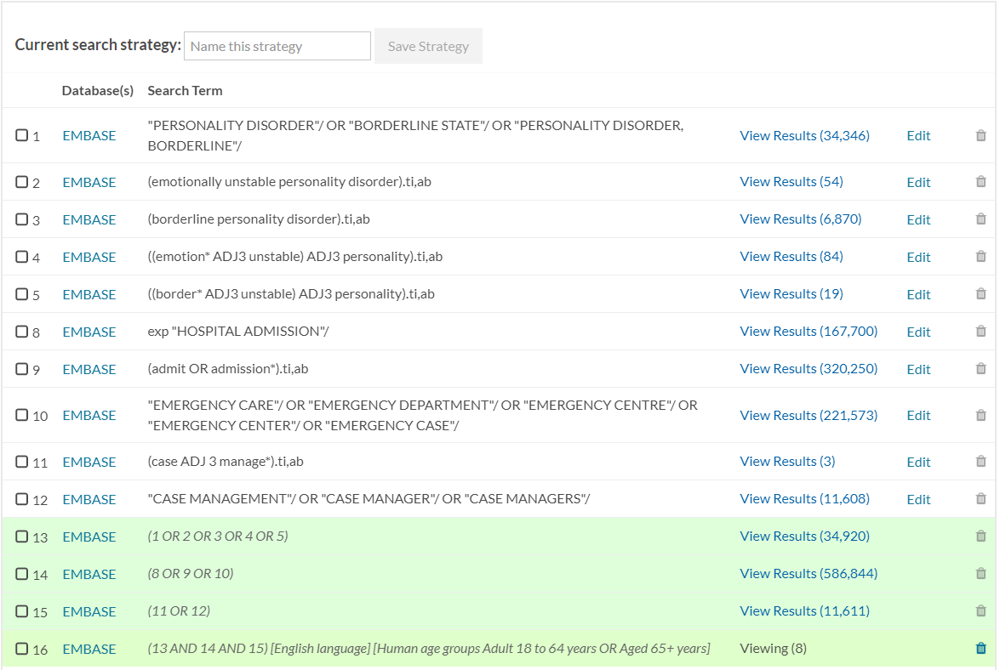 Current search strategy: Name this strategy Save Strategy
Database(s) Search Term
1 EMBASE "PERSONALITY DISORDER"/ OR "BORDERLINE STATE"/ OR "PERSONALITY DISORDER, View Results (34,346) Edit
BORDERLINE"/
2 EMBASE (emotionally unstable personality disorder).ti,ab View Results (54) Edit
3 EMBASE (borderline personality disorder).ti,ab View Results (6,870) Edit
4 EMBASE ((emotion* ADJ3 unstable) ADJ3 personality).ti,ab View Results (84) Edit
5 EMBASE ((border* ADJ3 unstable) ADJ3 personality).ti,ab View Results (19) Edit
8 EMBASE exp "HOSPITAL ADMISSION"/ View Results (167,700) Edit
9 EMBASE (admit OR admission*).ti,ab View Results (320,250) Edit
10 EMBASE "EMERGENCY CARE"/ OR "EMERGENCY DEPARTMENT"/ OR "EMERGENCY CENTRE"/ OR View Results (221,573) Edit
"EMERGENCY CENTER"/ OR "EMERGENCY CASE"/
11 EMBASE (case ADJ 3 manage*).ti,ab View Results (3) Edit
12 EMBASE "CASE MANAGEMENT"/ OR "CASE MANAGER"/ OR "CASE MANAGERS"/ View Results (11,608) Edit
13 EMBASE (1 OR 2 OR 3 OR 4 OR 5) View Results (34,920)
14 EMBASE (8 OR 9 OR 10) View Results (586,844)
15 EMBASE (11 OR 12) View Results (11,611)
16 EMBASE (13 AND 14 AND 15) [English language] [Human age groups Adult 18 to 64 years OR Aged 65+ years] Viewing (8)